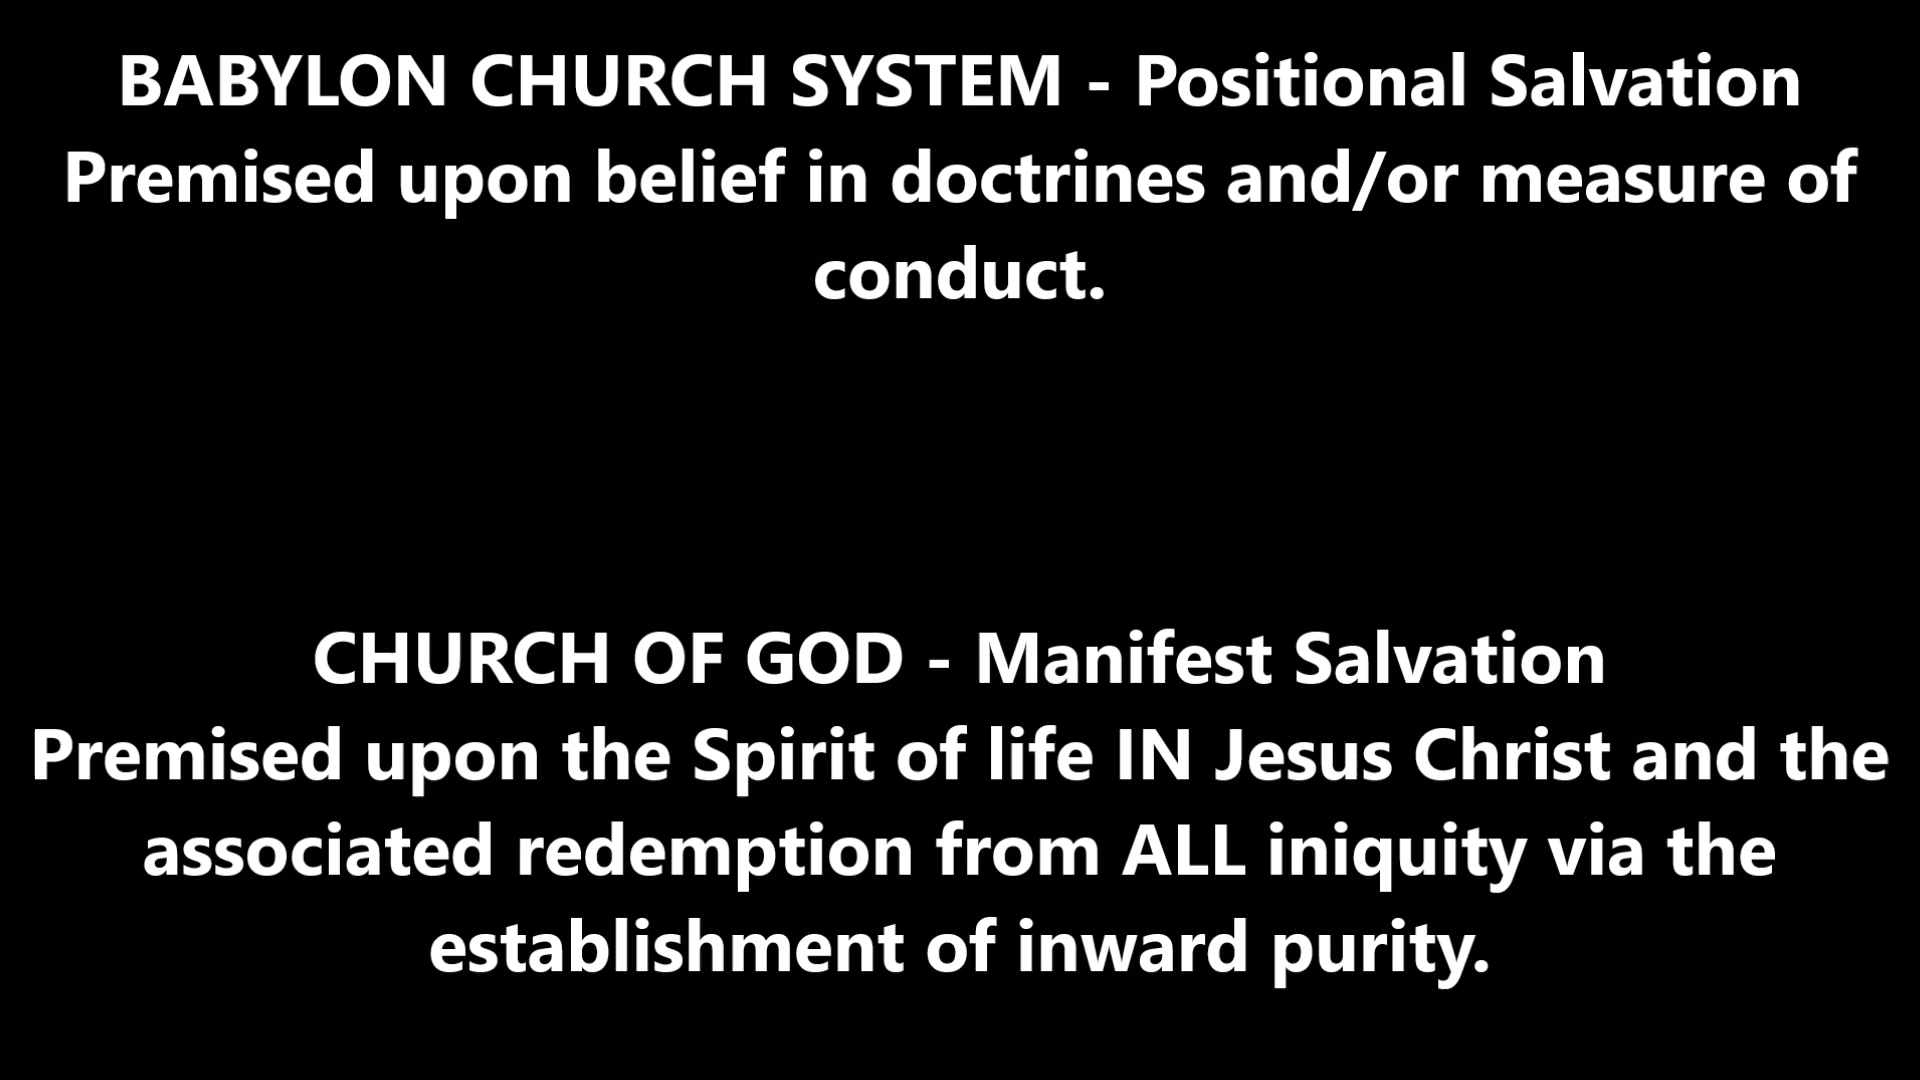 BABYLON CHURCH SYSTEM - Positional Salvation
Premised upon belief in doctrines and/or measure of
conduct.
CHURCH OF GOD - Manifest Salvation
Premised upon the Spirit of life IN Jesus Christ and the
associated redemption from ALL iniquity via the
establishment of inward purity.